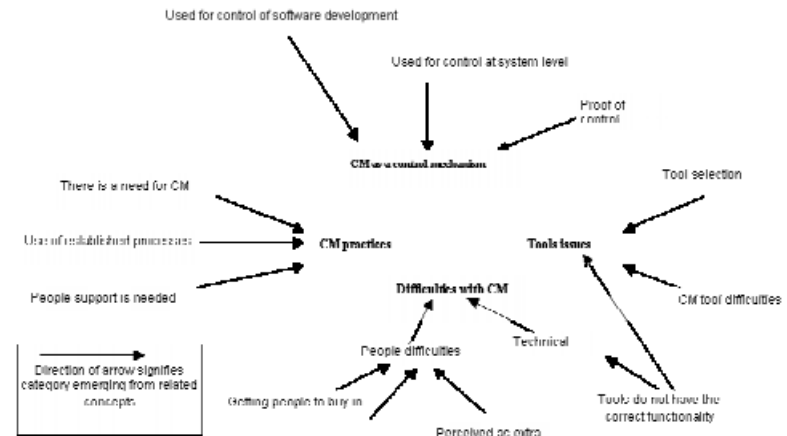 Used for control of software development
Used for control at system level
Proof of
control
CM as a control mechanism
Tool selection
There is a need for CM
Use of established processes
CM practices
Tools issues
Difficulties with CM
People support is needed
CM tool difficulties
Technical
People difficulties
Direction of arrow signifies
category emerging from related
concepts
Getting people to buy in
Tools do not have the
correct functionality
Perceived as extra